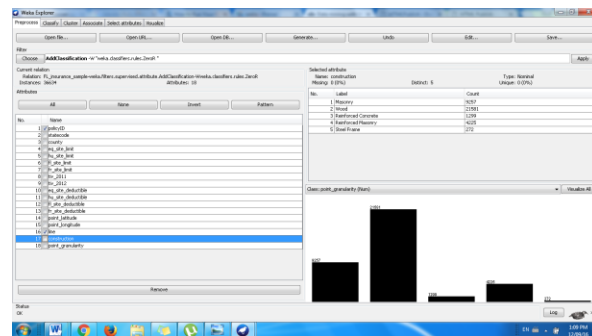 Weka Explorer
Preprocess Classify Cluster Associate Select attributes Visualize
Open file... Open URL... Open DB... Generate... Undo Edit... Save...
Filter
Choose AddClassification -W "weka.classifiers.rules.ZeroR" Apply
Current relation
Relation: FL_insurance_sample-weka.filters.supervised.attribute.AddClassification-Wweka.classifiers.rules.ZeroR
Instances: 36634 Attributes: 18
Attributes
All None Invert Pattern
No. Name
1 policyID
2 statecode
3 county
4 eq_site_limit
5 hu_site_limit
6 fl_site_limit
7 fr_site_limit
8 tiv_2011
9 tiv_2012
10 eq_site_deductible
11 hu_site_deductible
12 fl_site_deductible
13 fr_site_deductible
14 point_latitude
15 point_longitude
16 line
17 construction
18 point_granularity
Remove
Selected attribute
Name: construction Type: Nominal
Missing: 0 (0%) Distinct: 5 Unique: 0 (0%)
No. Label Count
1 Masonry 9257
2 Wood 21581
3 Reinforced Concrete 1299
4 Reinforced Masonry 4225
5 Steel Frame 272
Class: point_granularity (Num) Visualize All
21581
9257
1299
4225
272
Status
OK
Log
EN
1:08 PM